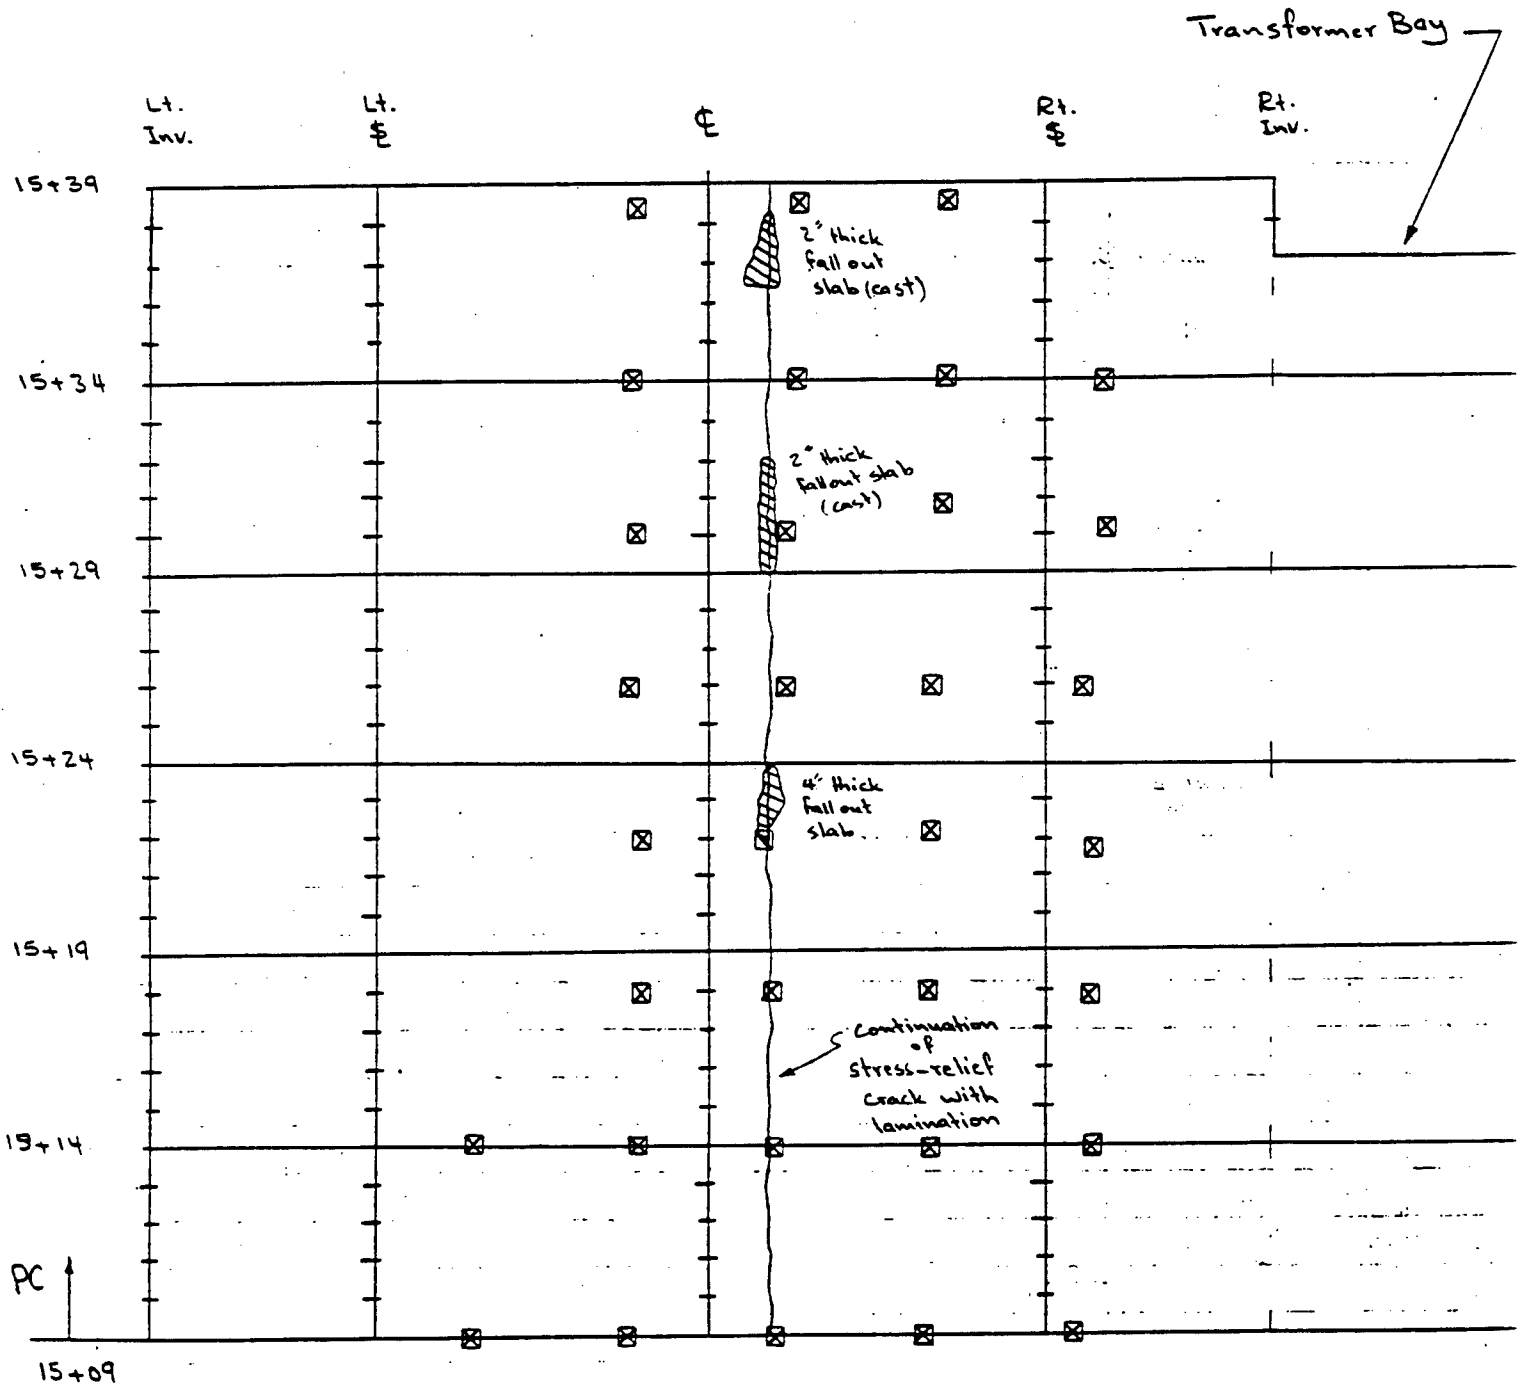 Transformer Bay
Lt.
Inv.
Lt.
℄
Rt.
Rt.
Inv.
15+39
2" thick
fall out
slab (cast)
15+34
2" thick
fallout slab
(cast)
15+29
15+24
4" thick
fall out
slab
15+19
continuation
of
stress-relief
crack with
lamination
15+14
PC
15+09